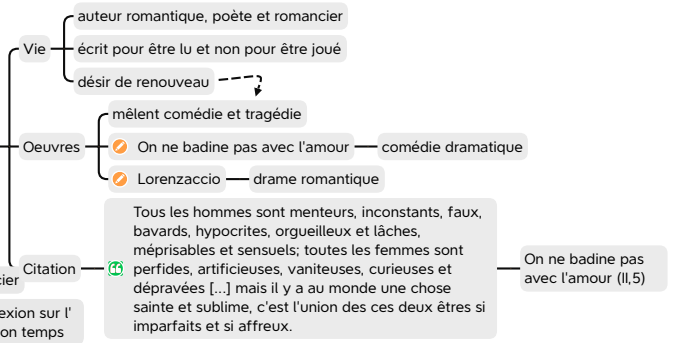 auteur romantique, poète et romancier
Vie
écrit pour être lu et non pour être joué
désir de renouveau
mêlent comédie et tragédie
Oeuvres
On ne badine pas avec l'amour
comédie dramatique
Lorenzaccio
drame romantique
Tous les hommes sont menteurs, inconstants, faux,
bavards, hypocrites, orgueilleux et lâches,
méprisables et sensuels; toutes les femmes sont
perfides, artificieuses, vaniteuses, curieuses et
dépravées [...] mais il y a au monde une chose
sainte et sublime, c'est l'union des ces deux êtres si
imparfaits et si affreux.
Citation
On ne badine pas
avec l'amour (II,5)
sur l'
temps